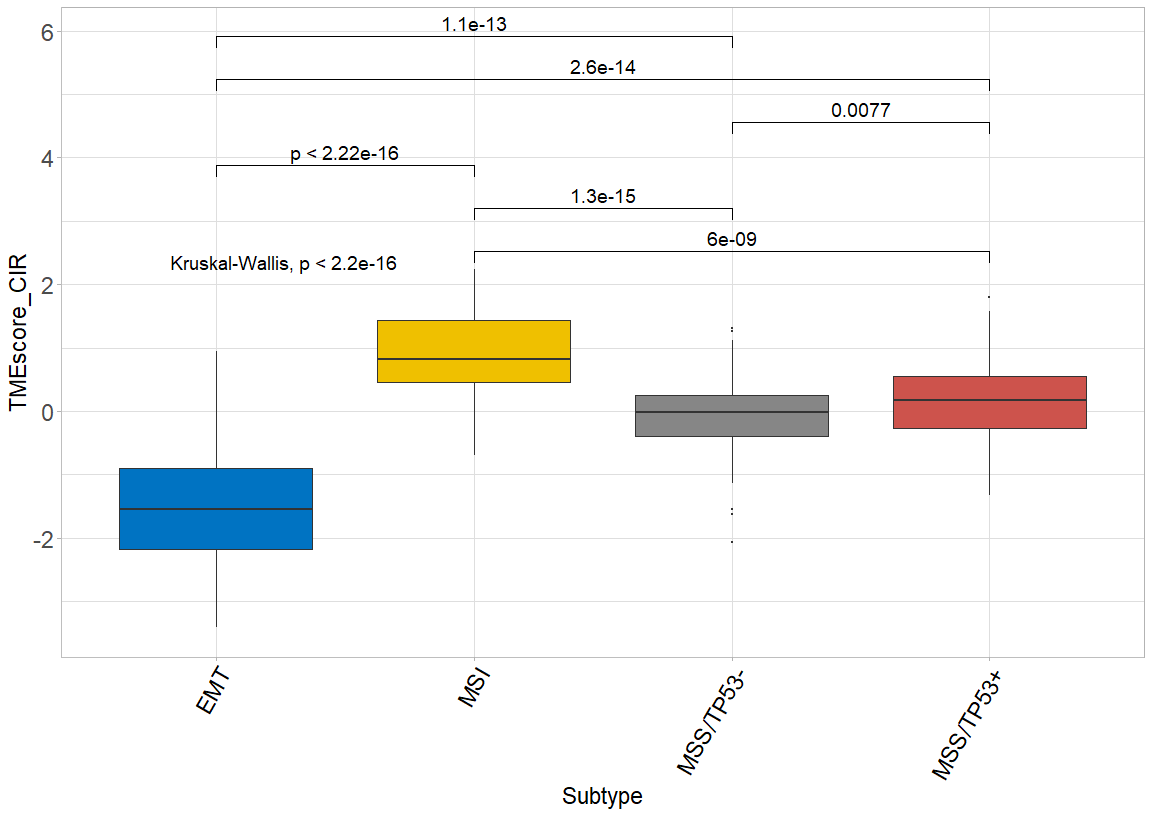 1.1e-13
2.6e-14
0.0077
p < 2.22e-16
1.3e-15
6e-09
Kruskal-Wallis, p < 2.2e-16
6
4
2
0
-2
TMEscore_CIR
EMT
MSI
MSS/TP53-
MSS/TP53+
Subtype